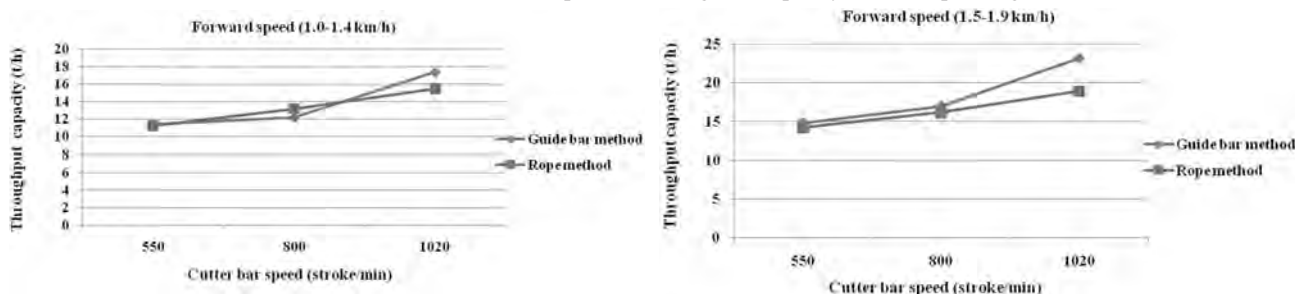 Forward speed (1.0-1.4 km/h)
Throughput capacity (t/h)
20
18
16
14
12
10
8
6
4
2
0
550
800
1020
Cutter bar speed (stroke/min)
Guide bar method
Rope method
Forward speed (1.5-1.9 km/h)
Throughput capacity (t/h)
25
20
15
10
5
0
550
800
1020
Cutter bar speed (stroke/min)
Guide bar method
Rope method